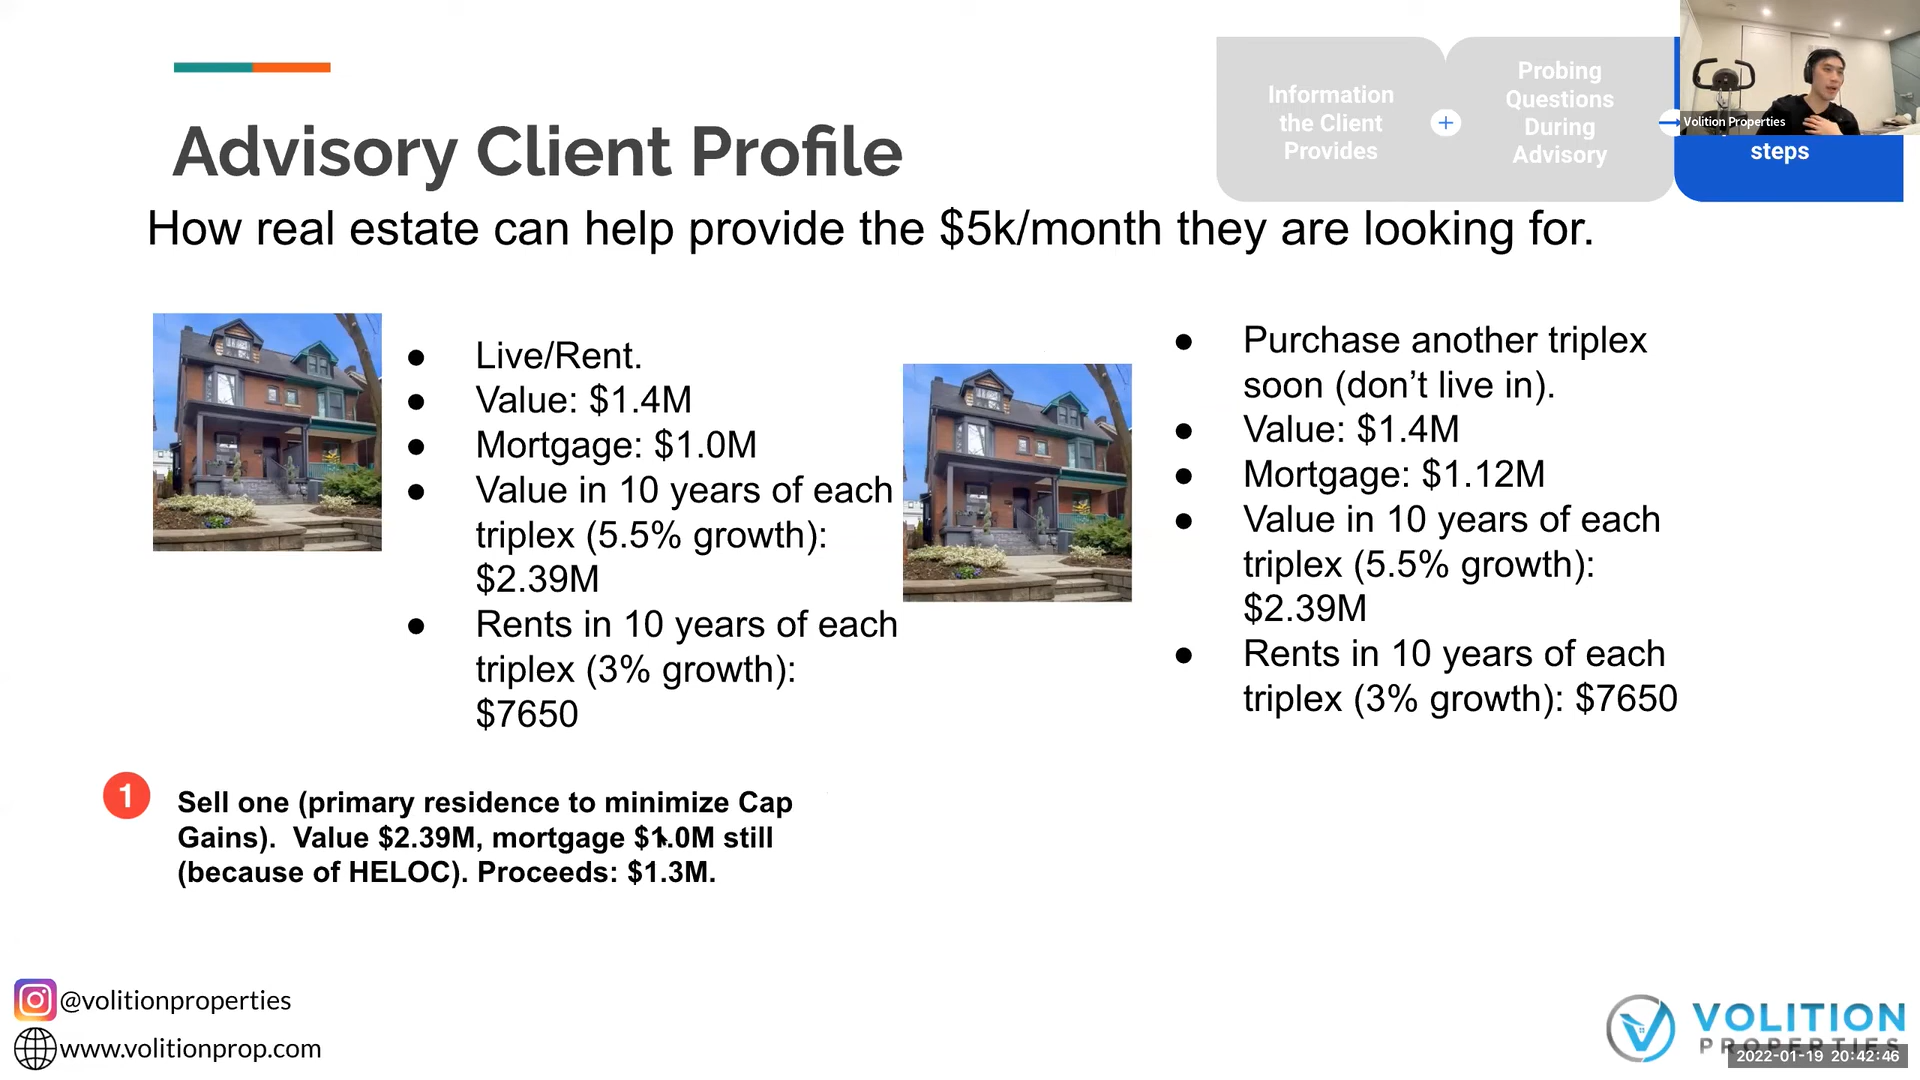 Information
the Client
Provides
+
Probing
Questions
During
Advisory
Volition Properties
steps
Advisory Client Profile
How real estate can help provide the $5k/month they are looking for.
● Live/Rent.
● Value: $1.4M
● Mortgage: $1.0M
● Value in 10 years of each
triplex (5.5% growth):
$2.39M
● Rents in 10 years of each
triplex (3% growth):
$7650
● Purchase another triplex
soon (don’t live in).
● Value: $1.4M
● Mortgage: $1.12M
● Value in 10 years of each
triplex (5.5% growth):
$2.39M
● Rents in 10 years of each
triplex (3% growth): $7650
1
Sell one (primary residence to minimize Cap
Gains). Value $2.39M, mortgage $1.0M still
(because of HELOC). Proceeds: $1.3M.
@volitionproperties
www.volitionprop.com
VOLITION
PROPERTIES
2022-01-19 20:42:46